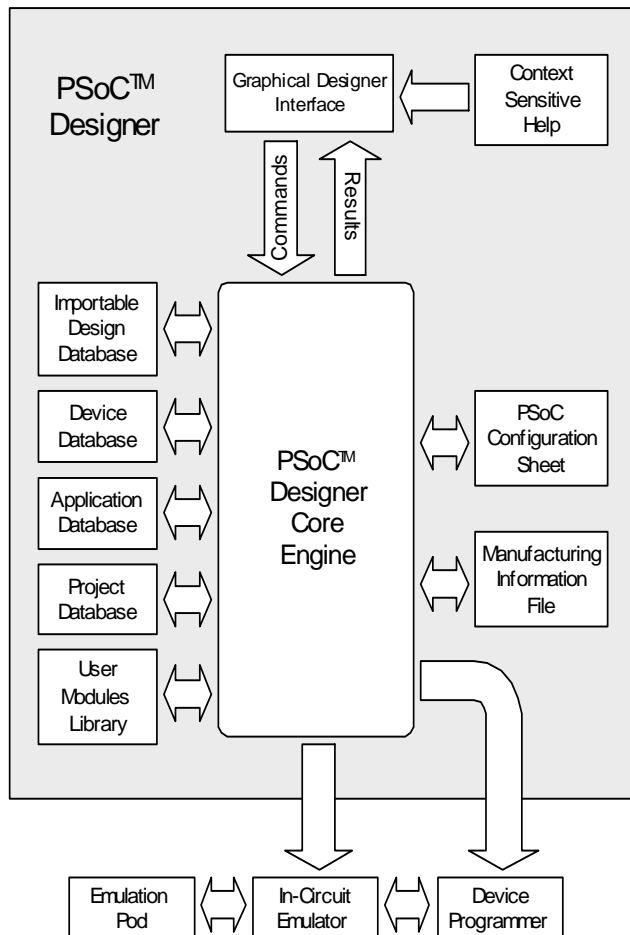 PSoC™
Designer
Graphical Designer
Interface
Context
Sensitive
Help
Commands
Results
Importable
Design
Database
Device
Database
Application
Database
Project
Database
User
Modules
Library
PSoC™
Designer
Core
Engine
PSoC
Configuration
Sheet
Manufacturing
Information
File
Emulation
Pod
In-Circuit
Emulator
Device
Programmer